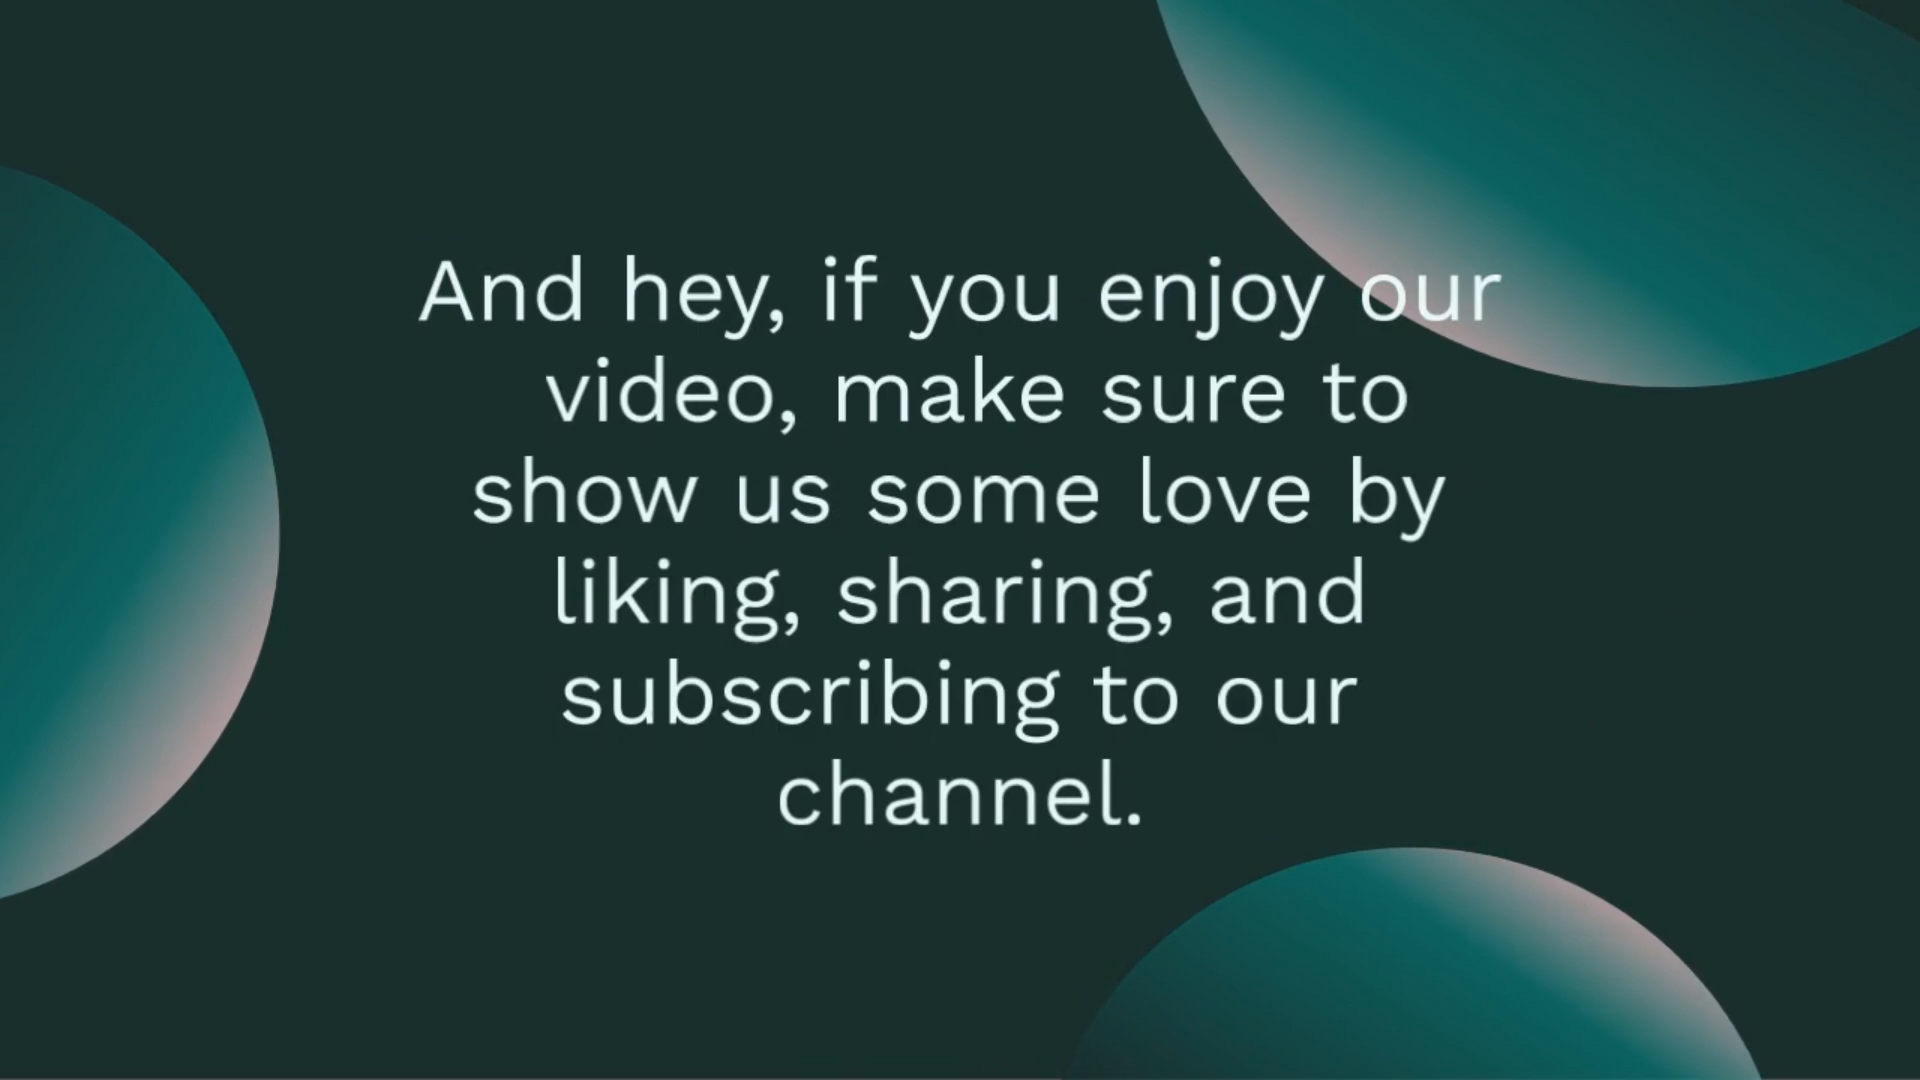 And hey, if you enjoy our
video, make sure to
show us some love by
liking, sharing, and
subscribing to our
channel.